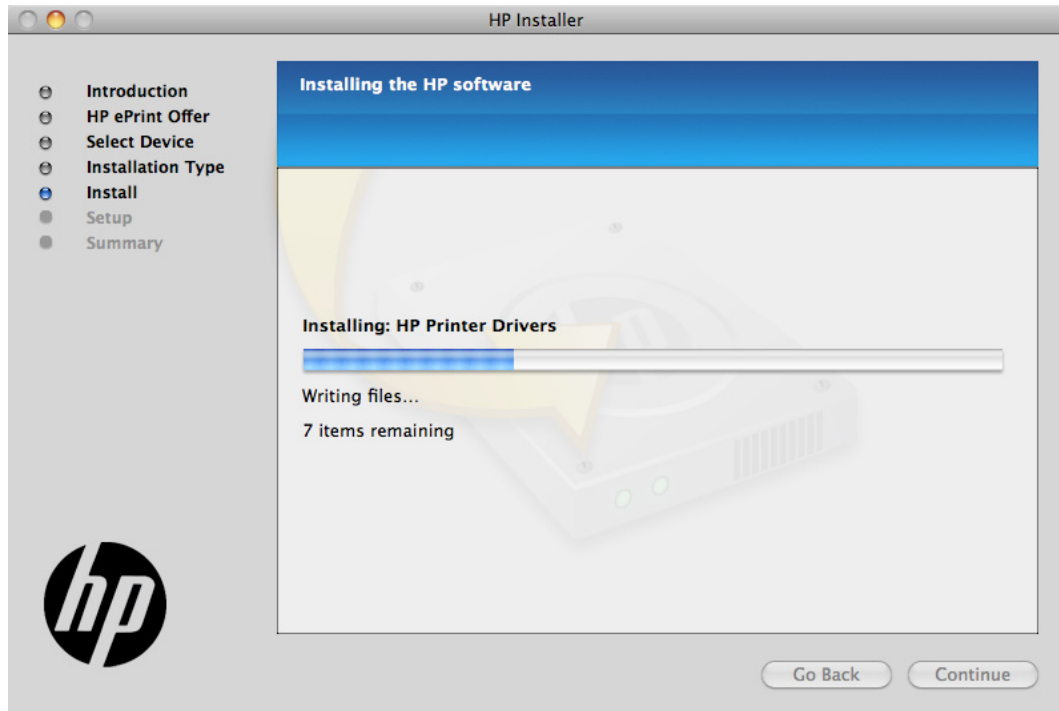 HP Installer
Introduction
HP ePrint Offer
Select Device
Installation Type
Install
Setup
Summary
Installing the HP software
Installing: HP Printer Drivers
Writing files...
7 items remaining
hp
Go Back
Continue